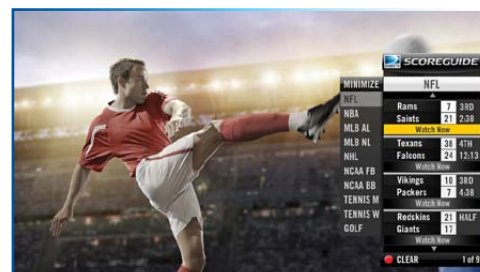 SCOREGUIDE
MINIMIZE
NFL
NBA
MLB AL
MLB NL
NHL
NCAA FB
NCAA BB
TENNIS M
TENNIS W
GOLF
NFL
Rams 7 3RD
Saints 21 2:38
Watch Now
Texans 38 4TH
Falcons 24 12:13
Watch Now
Vikings 10 3RD
Packers 7 4:38
Watch Now
Redskins 21 HALF
Giants 17
Watch Now
CLEAR 1 of 9